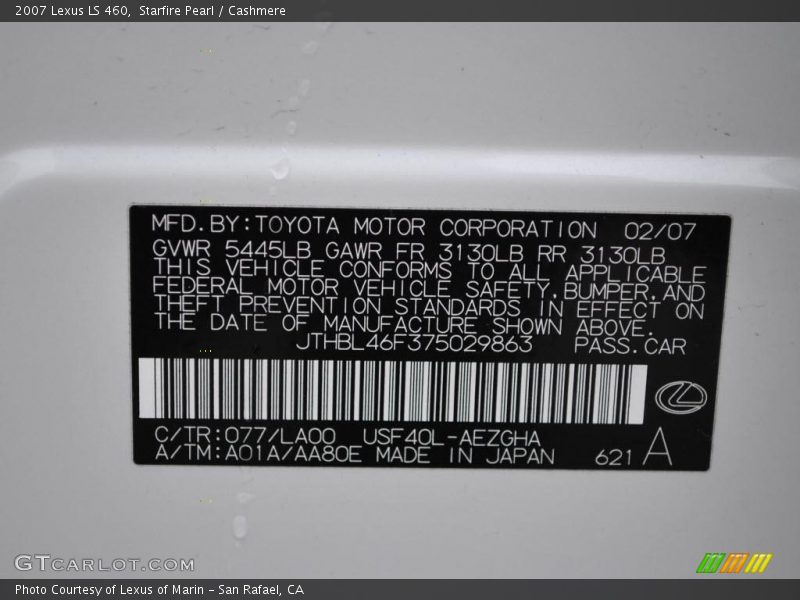 2007 Lexus LS 460,  Starfire Pearl / Cashmere
MFD.BY:TOYOTA MOTOR CORPORATION 02/07
GVWR 5445LB GAWR FR 3130LB RR 3130LB
THIS VEHICLE CONFORMS TO ALL APPLICABLE
FEDERAL MOTOR VEHICLE SAFETY,BUMPER,AND
THEFT PREVENTION STANDARDS IN EFFECT ON
THE DATE OF MANUFACTURE SHOWN ABOVE.
JTHBL46F375029863 PASS.CAR
C/TR:077/LA00 USF40L-AEZGHA
A/TM:A01A/AA80E MADE IN JAPAN 621 A
GTCARLOT.COM
Photo Courtesy of Lexus of Marin – San Rafael, CA